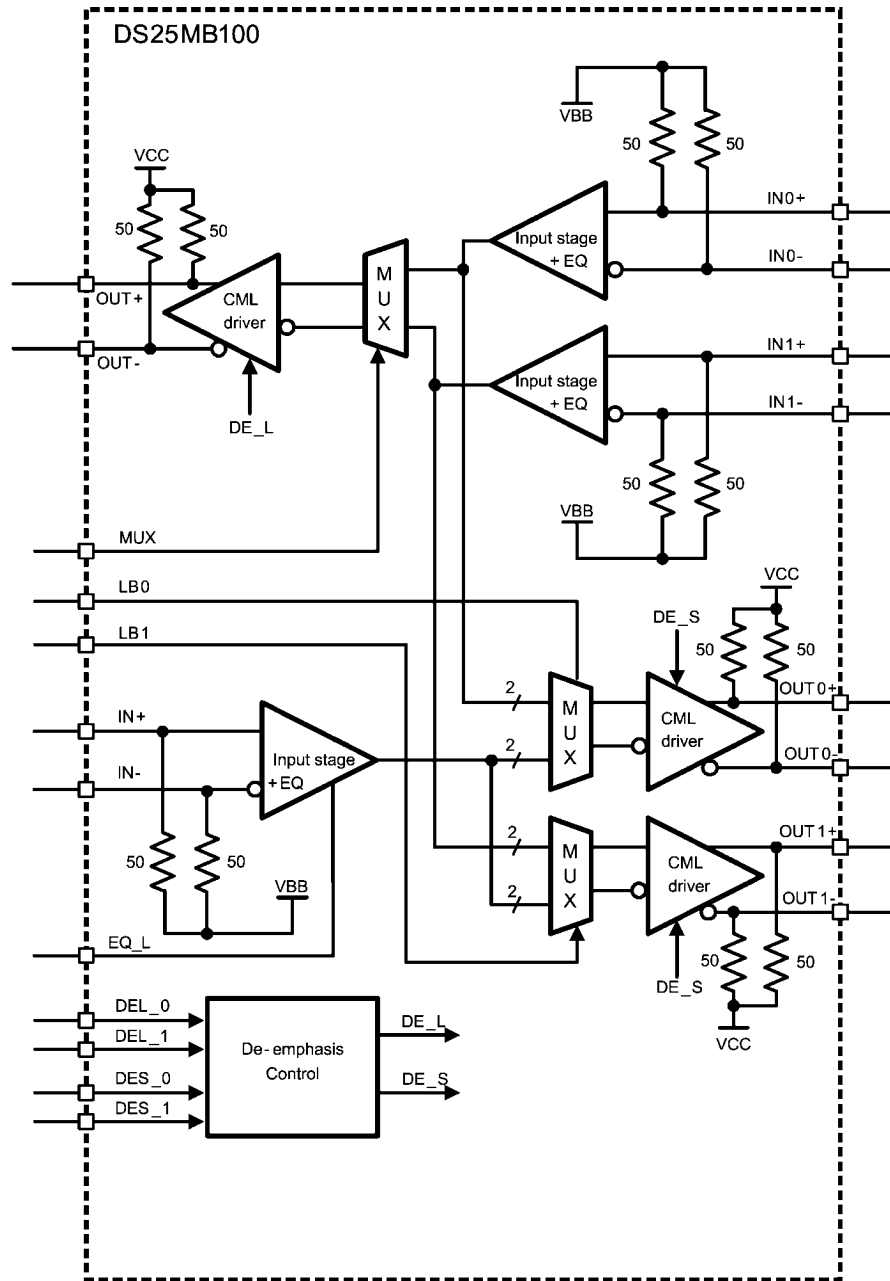 DS25MB100
VBB
50
50
VCC
50
50
IN0+
Input stage
+ EQ
IN0-
MUX
OUT+
CML
driver
OUT-
IN1+
Input stage
+ EQ
IN1-
DE_L
50
50
VBB
MUX
LB0
LB1
VCC
DE_S
50
50
2
OUT0+
MUX
CML
driver
2
OUT0-
IN+
Input stage
+ EQ
IN-
2
OUT1+
MUX
CML
driver
2
OUT1-
50
50
VBB
EQ_L
50
50
DE_S
VCC
DEL_0
DEL_1
DES_0
DES_1
De-emphasis
Control
DE_L
DE_S